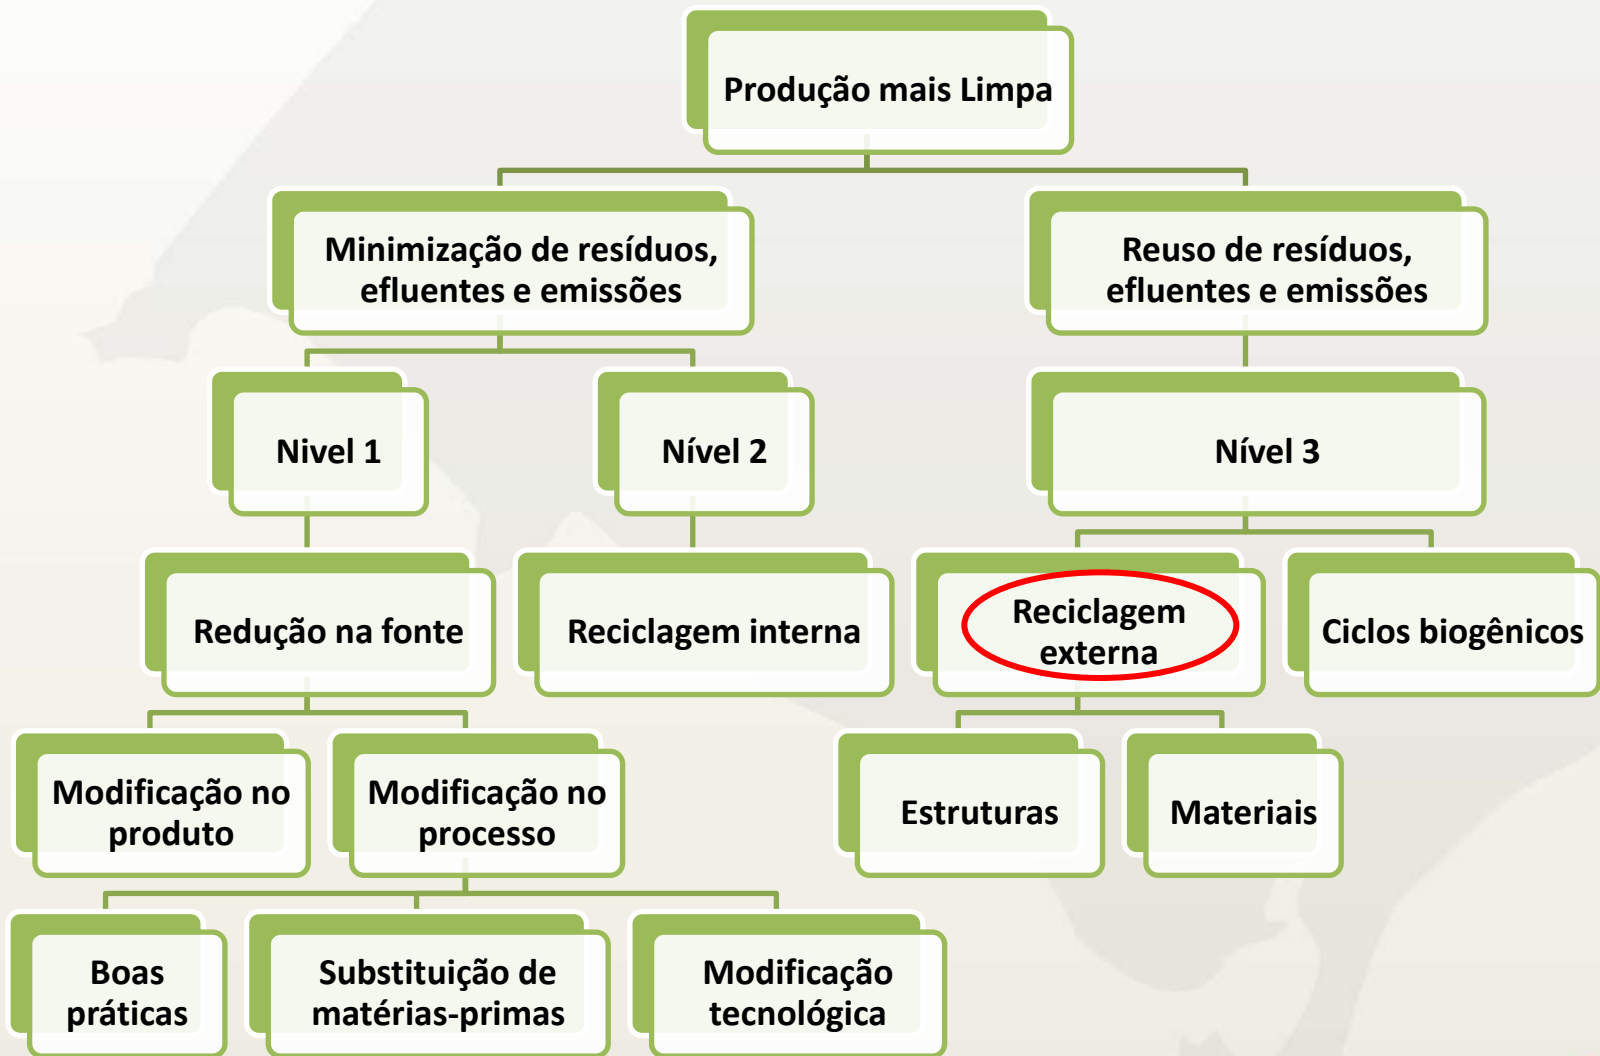 Produção mais Limpa
Minimização de resíduos,
efluentes e emissões
Reuso de resíduos,
efluentes e emissões
Nivel 1
Nível 2
Nível 3
Redução na fonte
Reciclagem interna
Reciclagem
externa
Ciclos biogênicos
Modificação no
produto
Modificação no
processo
Estruturas
Materiais
Boas
práticas
Substituição de
matérias-primas
Modificação
tecnológica